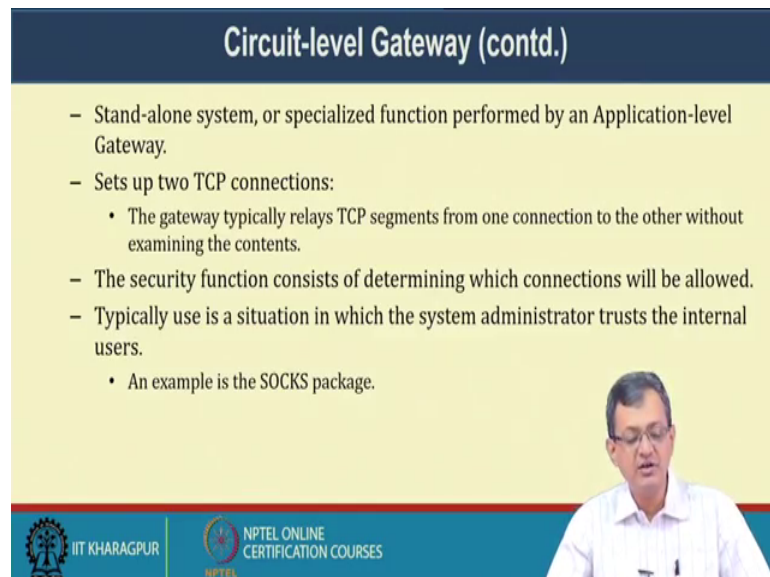 Circuit-level Gateway (contd.)
– Stand-alone system, or specialized function performed by an Application-level
Gateway.
– Sets up two TCP connections:
• The gateway typically relays TCP segments from one connection to the other without
examining the contents.
– The security function consists of determining which connections will be allowed.
– Typically use is a situation in which the system administrator trusts the internal
users.
• An example is the SOCKS package.
IIT KHARAGPUR
NPTEL ONLINE
CERTIFICATION COURSES
NPTEL